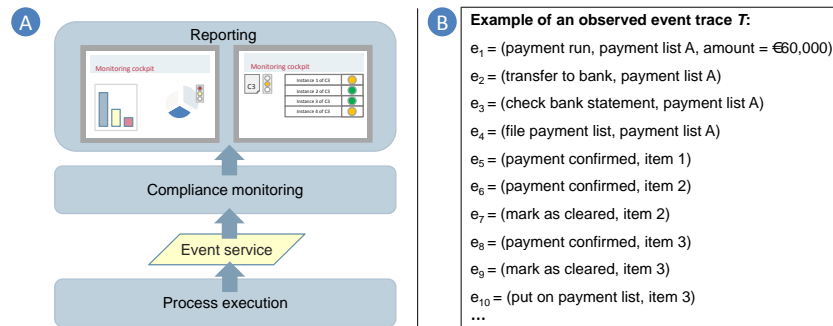 A
Reporting
Monitoring cockpit
Monitoring cockpit
C3
Instance 1 of C3
Instance 2 of C3
Instance 3 of C3
Instance 4 of C3
Compliance monitoring
Event service
Process execution
B
Example of an observed event trace T:
e1 = (payment run, payment list A, amount = €60,000)
e2 = (transfer to bank, payment list A)
e3 = (check bank statement, payment list A)
e4 = (file payment list, payment list A)
e5 = (payment confirmed, item 1)
e6 = (payment confirmed, item 2)
e7 = (mark as cleared, item 2)
e8 = (payment confirmed, item 3)
e9 = (mark as cleared, item 3)
e10 = (put on payment list, item 3)
...